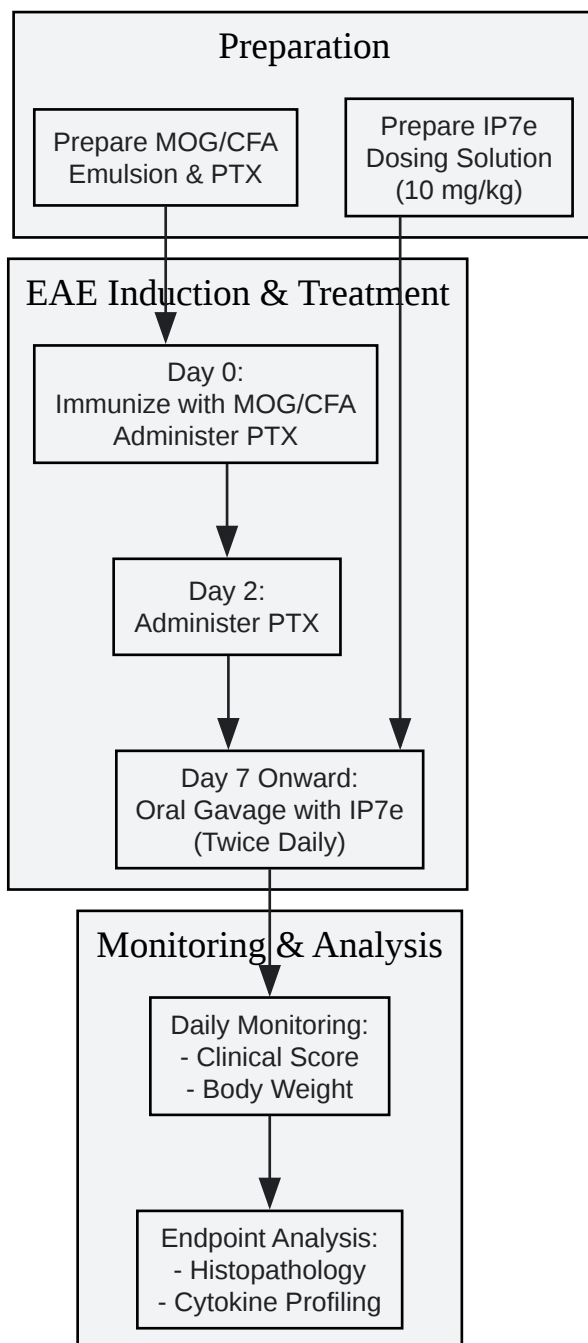 Preparation
Prepare MOG/CFA
Emulsion & PTX
Prepare IP7e
Dosing Solution
(10 mg/kg)
EAE Induction & Treatment
Day 0:
Immunize with MOG/CFA
Administer PTX
Day 2:
Administer PTX
Day 7 Onward:
Oral Gavage with IP7e
(Twice Daily)
Monitoring & Analysis
Daily Monitoring:
- Clinical Score
- Body Weight
Endpoint Analysis:
- Histopathology
- Cytokine Profiling